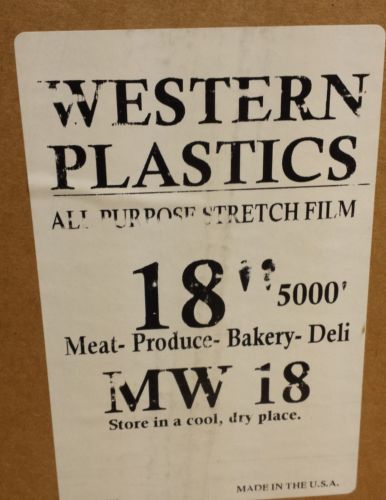 WESTERN
PLASTICS
ALL PURPOSE STRETCH FILM
18" 5000'
Meat- Produce- Bakery- Deli
MW 18
Store in a cool, dry place.
MADE IN THE U.S.A.